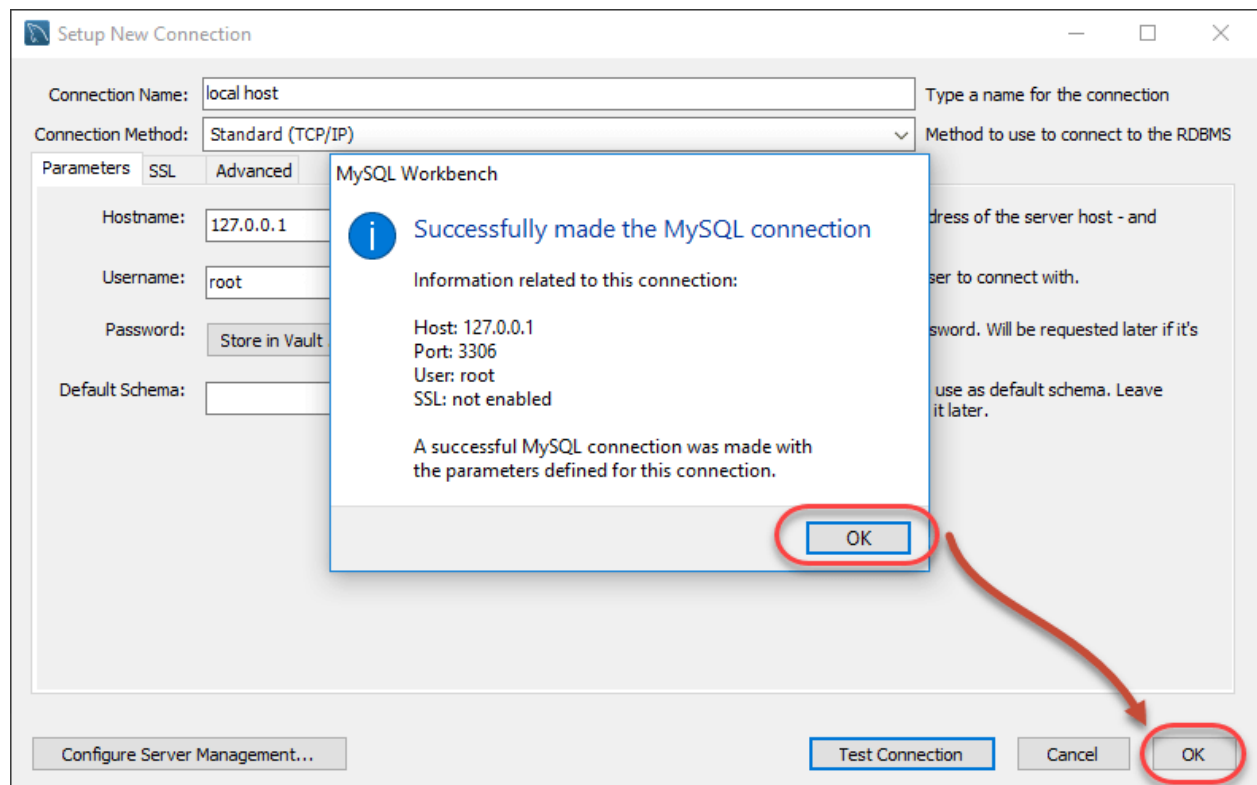 Setup New Connection
Connection Name: local host Type a name for the connection
Connection Method: Standard (TCP/IP) Method to use to connect to the RDBMS
Parameters SSL Advanced
MySQL Workbench
Successfully made the MySQL connection
Information related to this connection:
Host: 127.0.0.1
Port: 3306
User: root
SSL: not enabled
A successful MySQL connection was made with
the parameters defined for this connection.
OK
Hostname: 127.0.0.1 of the server host - and
Username: root to connect with.
Password: Store in Vault Will be requested later if it's
Default Schema: use as default schema. Leave
it later.
Configure Server Management... Test Connection Cancel OK